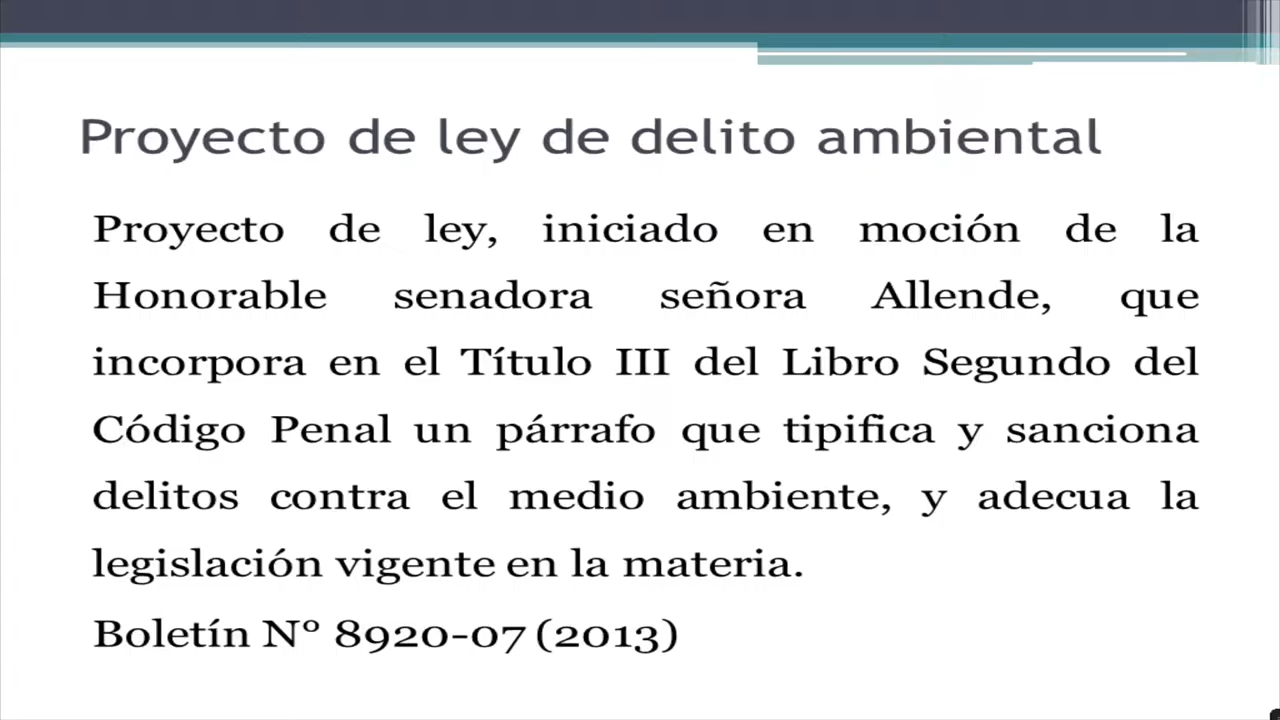 Proyecto de ley de delito ambiental
Proyecto de ley, iniciado en moción de la
Honorable senadora señora Allende, que
incorpora en el Título III del Libro Segundo del
Código Penal un párrafo que tipifica y sanciona
delitos contra el medio ambiente, y adecua la
legislación vigente en la materia.
Boletín N° 8920-07 (2013)